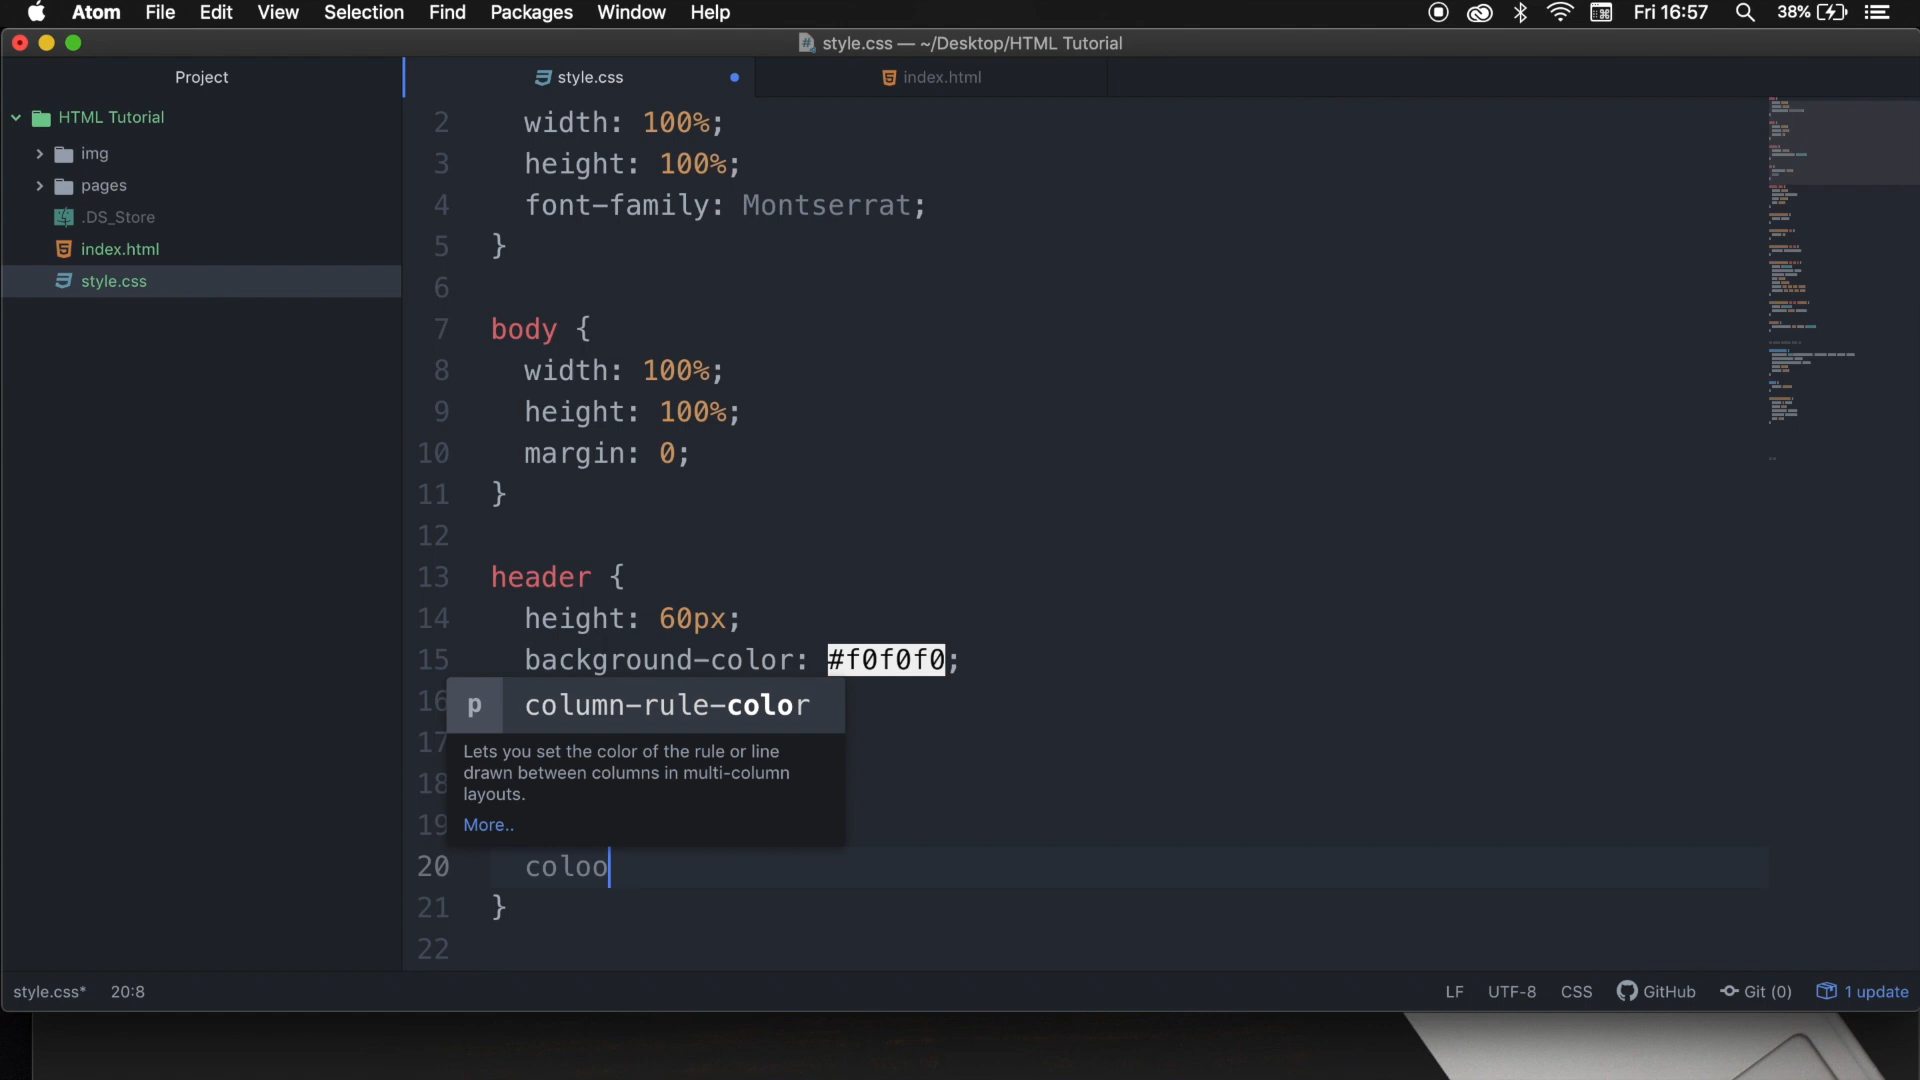 Atom File Edit View Selection Find Packages Window Help Fri 16:57 38%
style.css — ~/Desktop/HTML Tutorial
Project
style.css
index.html
HTML Tutorial
img
pages
.DS_Store
index.html
style.css
2 width: 100%;
3 height: 100%;
4 font-family: Montserrat;
5 }
6
7 body {
8 width: 100%;
9 height: 100%;
10 margin: 0;
11 }
12
13 header {
14 height: 60px;
15 background-color: #f0f0f0;
16 p column-rule-color
17 Lets you set the color of the rule or line
drawn between columns in multi-column
18 layouts.
19 More..
20 coloo
21 }
22
style.css* 20:8 LF UTF-8 CSS GitHub Git (0) 1 update